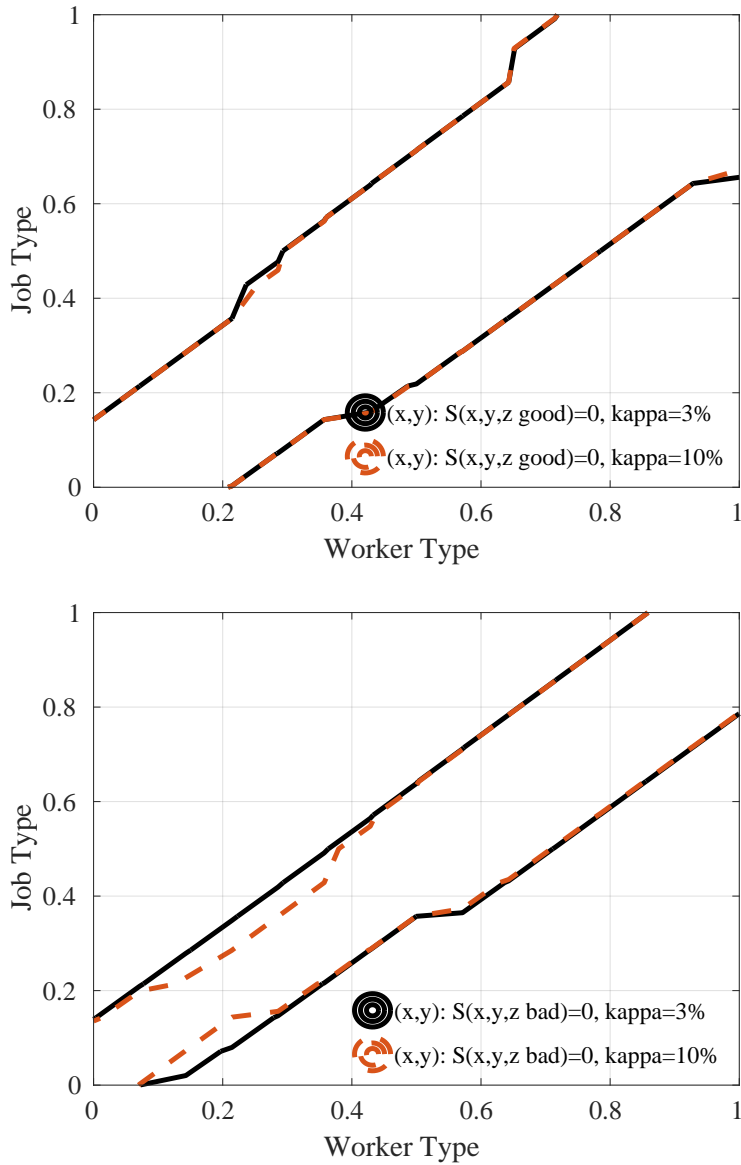 1
0.8
0.6
0.4
0.2
0
Job Type
(x,y): S(x,y,z good)=0, kappa=3%
(x,y): S(x,y,z good)=0, kappa=10%
0 0.2 0.4 0.6 0.8 1
Worker Type
1
0.8
0.6
0.4
0.2
0
Job Type
(x,y): S(x,y,z bad)=0, kappa=3%
(x,y): S(x,y,z bad)=0, kappa=10%
0 0.2 0.4 0.6 0.8 1
Worker Type